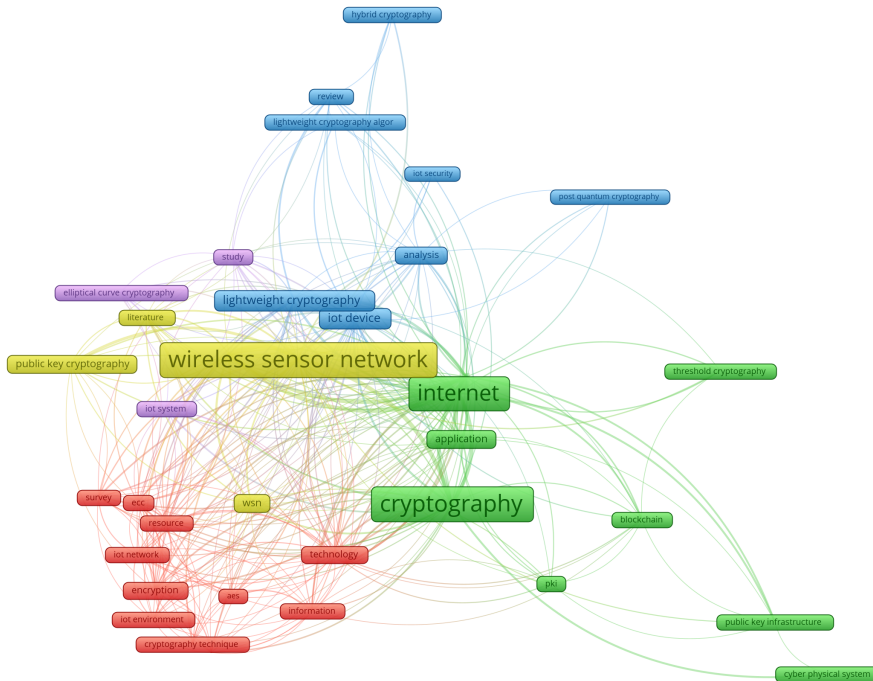 hybrid cryptography
review
lightweight cryptography algor
iot security
post quantum cryptography
study
analysis
elliptical curve cryptography
lightweight cryptography
literature
iot device
wireless sensor network
public key cryptography
threshold cryptography
internet
iot system
application
survey
ecc
wsn
cryptography
resource
blockchain
iot network
technology
pki
encryption
aes
information
iot environment
public key infrastructure
cryptography technique
cyber physical system